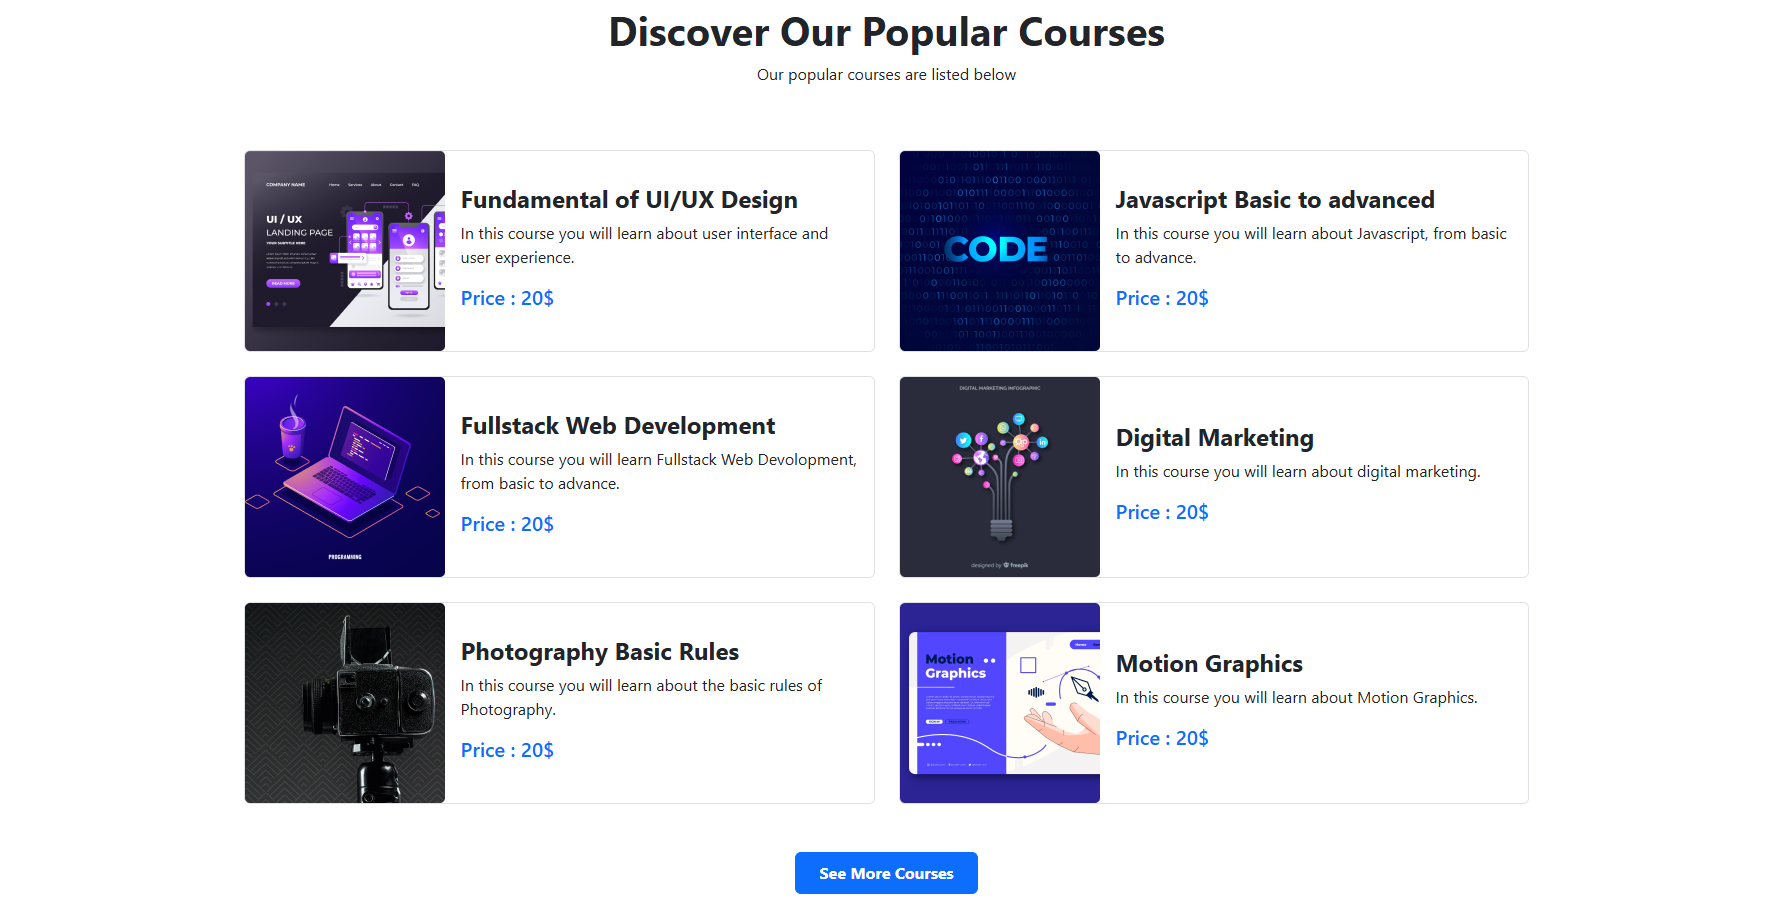 Discover Our Popular Courses
Our popular courses are listed below
COMPANY NAME
Home Services About Contact FAQ
UI / UX
LANDING PAGE
YOUR SUBTITLE HERE
READ MORE
Fundamental of UI/UX Design
In this course you will learn about user interface and
user experience.
Price : 20$
CODE
Javascript Basic to advanced
In this course you will learn about Javascript, from basic
to advance.
Price : 20$
PROGRAMMING
Fullstack Web Development
In this course you will learn Fullstack Web Devolopment,
from basic to advance.
Price : 20$
DIGITAL MARKETING INFOGRAPHIC
designed by freepik
Digital Marketing
In this course you will learn about digital marketing.
Price : 20$
Photography Basic Rules
In this course you will learn about the basic rules of
Photography.
Price : 20$
Home
Motion
Graphics
Motion Graphics
In this course you will learn about Motion Graphics.
Price : 20$
See More Courses